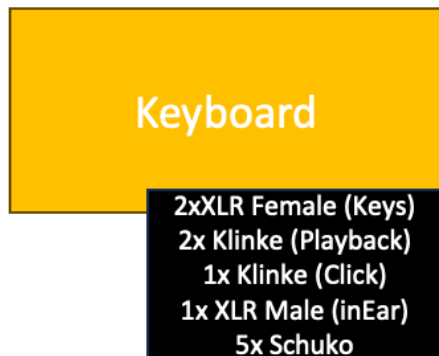 Keyboard
2xXLR Female (Keys)
2x Klinke (Playback)
1x Klinke (Click)
1x XLR Male (inEar)
5x Schuko